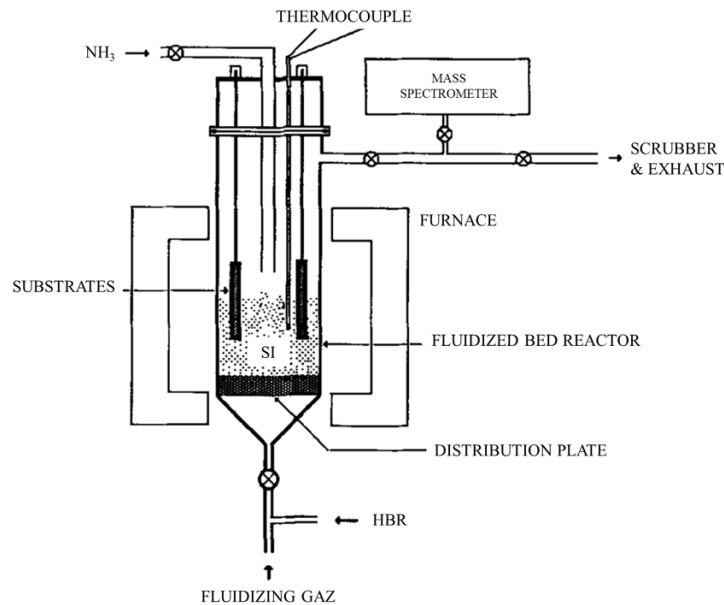 THERMOCOUPLE
NH₃
MASS
SPECTROMETER
SCRUBBER
& EXHAUST
FURNACE
SUBSTRATES
SI
FLUIDIZED BED REACTOR
DISTRIBUTION PLATE
HBR
FLUIDIZING GAZ